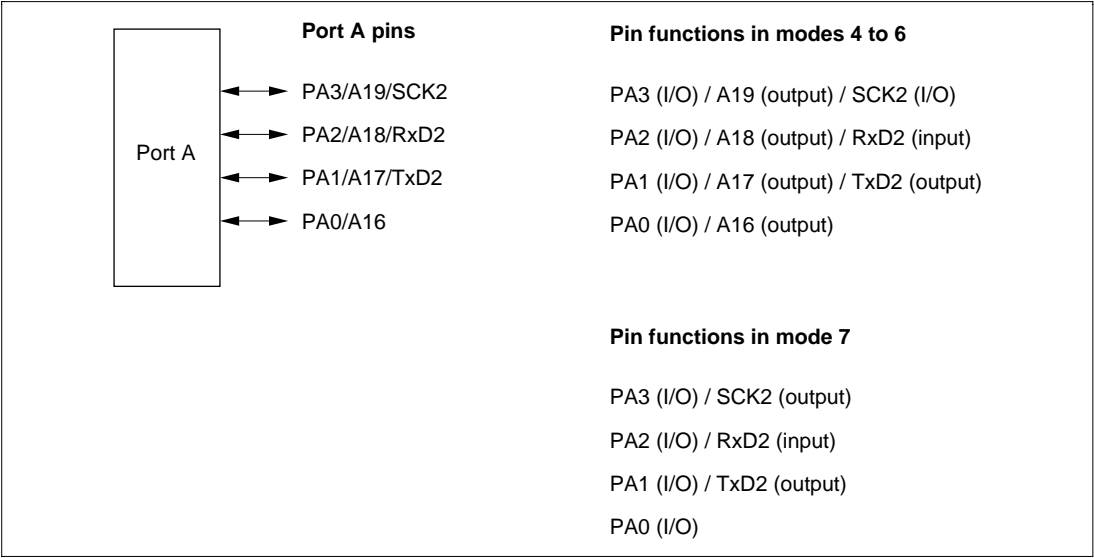 Port A
Port A pins
PA3/A19/SCK2
PA2/A18/RxD2
PA1/A17/TxD2
PA0/A16
Pin functions in modes 4 to 6
PA3 (I/O) / A19 (output) / SCK2 (I/O)
PA2 (I/O) / A18 (output) / RxD2 (input)
PA1 (I/O) / A17 (output) / TxD2 (output)
PA0 (I/O) / A16 (output)
Pin functions in mode 7
PA3 (I/O) / SCK2 (output)
PA2 (I/O) / RxD2 (input)
PA1 (I/O) / TxD2 (output)
PA0 (I/O)